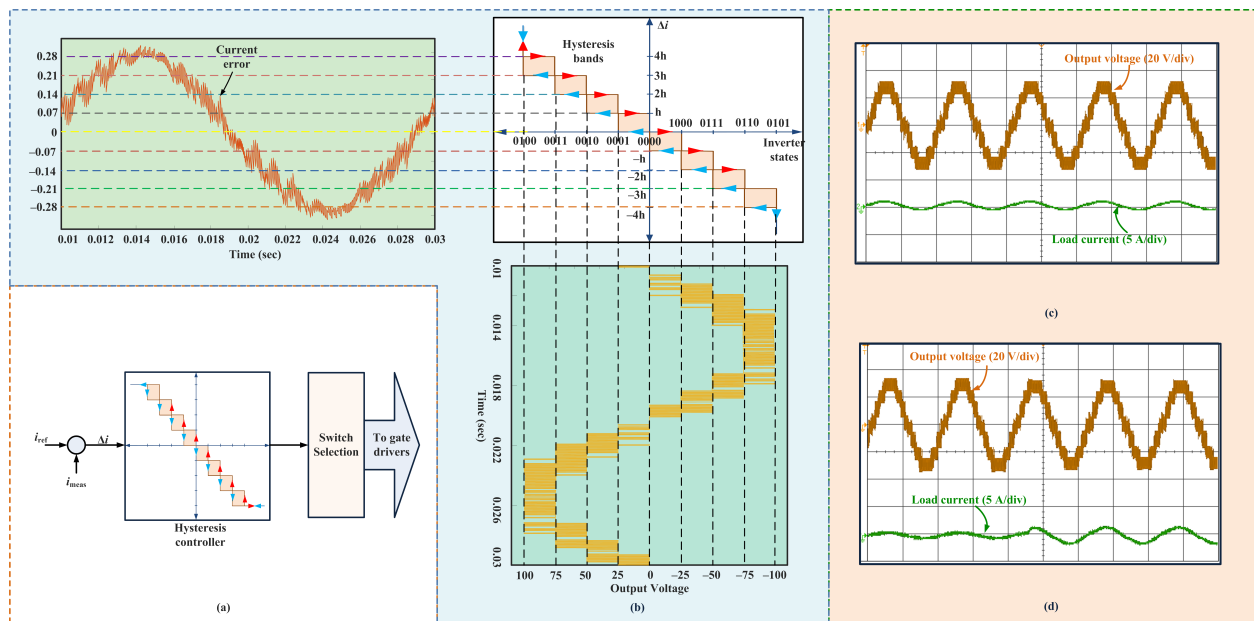 0.28
0.21
0.14
0.07
0
-0.07
-0.14
-0.21
-0.28
Current
error
0.01 0.012 0.014 0.016 0.018 0.02 0.022 0.024 0.026 0.028 0.03
Time (sec)
Δi
Hysteresis
bands
4h
3h
2h
h
1000 0111 0110 0101
0100 0011 0010 0001 0000
Inverter
states
–h
–2h
–3h
–4h
0.01
0.014
0.018
0.022
0.026
0.03
Time (sec)
100 75 50 25 0 −25 −50 −75 −100
Output Voltage
(b)
iref
imeas
Δi
Hysteresis
controller
Switch
Selection
To gate
drivers
(a)
Output voltage (20 V/div)
Load current (5 A/div)
(c)
Output voltage (20 V/div)
Load current (5 A/div)
(d)